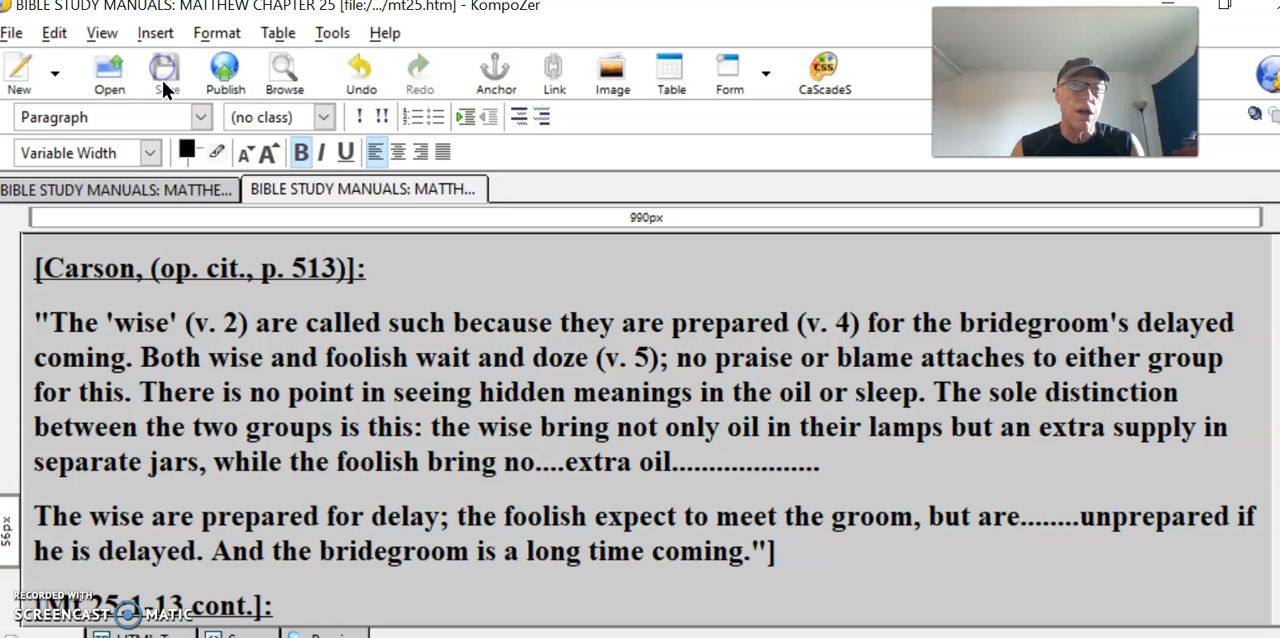 BIBLE STUDY MANUALS: MATTHEW CHAPTER 25 [file:/.../mt25.htm] - KompoZer
File Edit View Insert Format Table Tools Help
New Open Publish Browse Undo Redo Anchor Link Image Table Form CaScadeS
Paragraph (no class) ! !!
Variable Width A A B I U
BIBLE STUDY MANUALS: MATTHE... BIBLE STUDY MANUALS: MATTH...
990px
[Carson, (op. cit., p. 513)]:
"The 'wise' (v. 2) are called such because they are prepared (v. 4) for the bridegroom's delayed
coming. Both wise and foolish wait and doze (v. 5); no praise or blame attaches to either group
for this. There is no point in seeing hidden meanings in the oil or sleep. The sole distinction
between the two groups is this: the wise bring not only oil in their lamps but an extra supply in
separate jars, while the foolish bring no....extra oil.....................
The wise are prepared for delay; the foolish expect to meet the groom, but are........unprepared if
he is delayed. And the bridegroom is a long time coming."]
56px
[Mt 25:1-13 cont.]:
RECORDED WITH
SCREENCAST MATIC